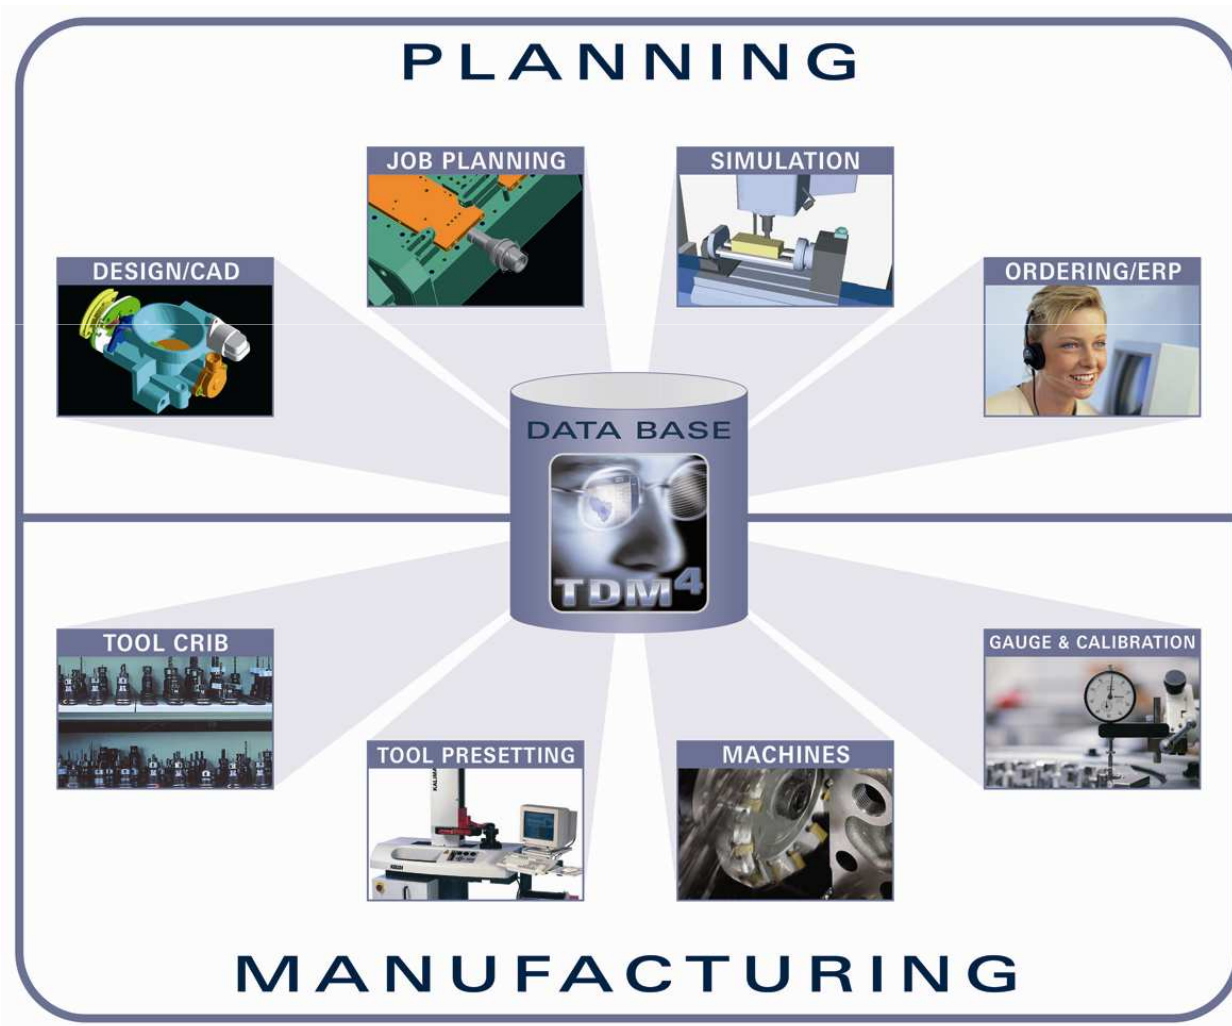 PLANNING
JOB PLANNING
SIMULATION
DESIGN/CAD
ORDERING/ERP
DATA BASE
TDM4
TOOL CRIB
GAUGE & CALIBRATION
TOOL PRESETTING
MACHINES
MANUFACTURING